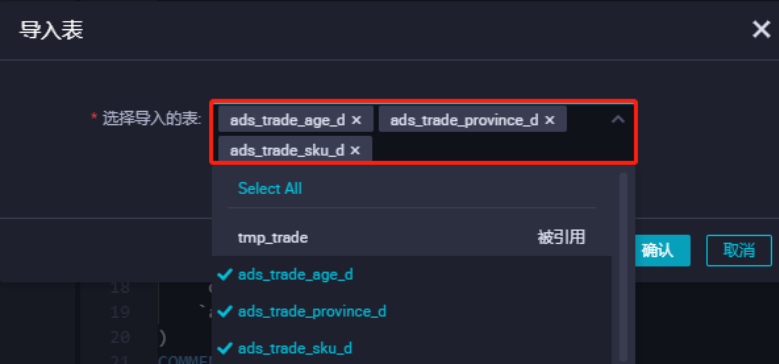 导入表
* 选择导入的表:
ads_trade_age_d × ads_trade_province_d ×
ads_trade_sku_d ×
Select All
tmp_trade 被引用
确认 取消
ads_trade_age_d
18
ads_trade_province_d
19
20 )
ads_trade_sku_d
21 COMME